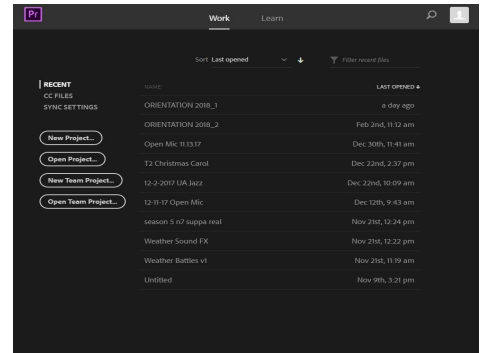 Pr
Work Learn
Sort Last opened
Filter recent files
RECENT
CC FILES
SYNC SETTINGS
New Project...
Open Project...
New Team Project...
Open Team Project...
NAME LAST OPENED
ORIENTATION 2018_1 a day ago
ORIENTATION 2018_2 Feb 2nd, 11:12 am
Open Mic 11.13.17 Dec 30th, 11:41 am
T2 Christmas Carol Dec 22nd, 2:37 pm
12-2-2017 UA Jazz Dec 22nd, 10:09 am
12-11-17 Open Mic Dec 12th, 9:43 am
season 5 n7 suppa real Nov 21st, 12:24 pm
Weather Sound FX Nov 21st, 12:22 pm
Weather Battles v1 Nov 21st, 11:19 am
Untitled Nov 9th, 3:21 pm